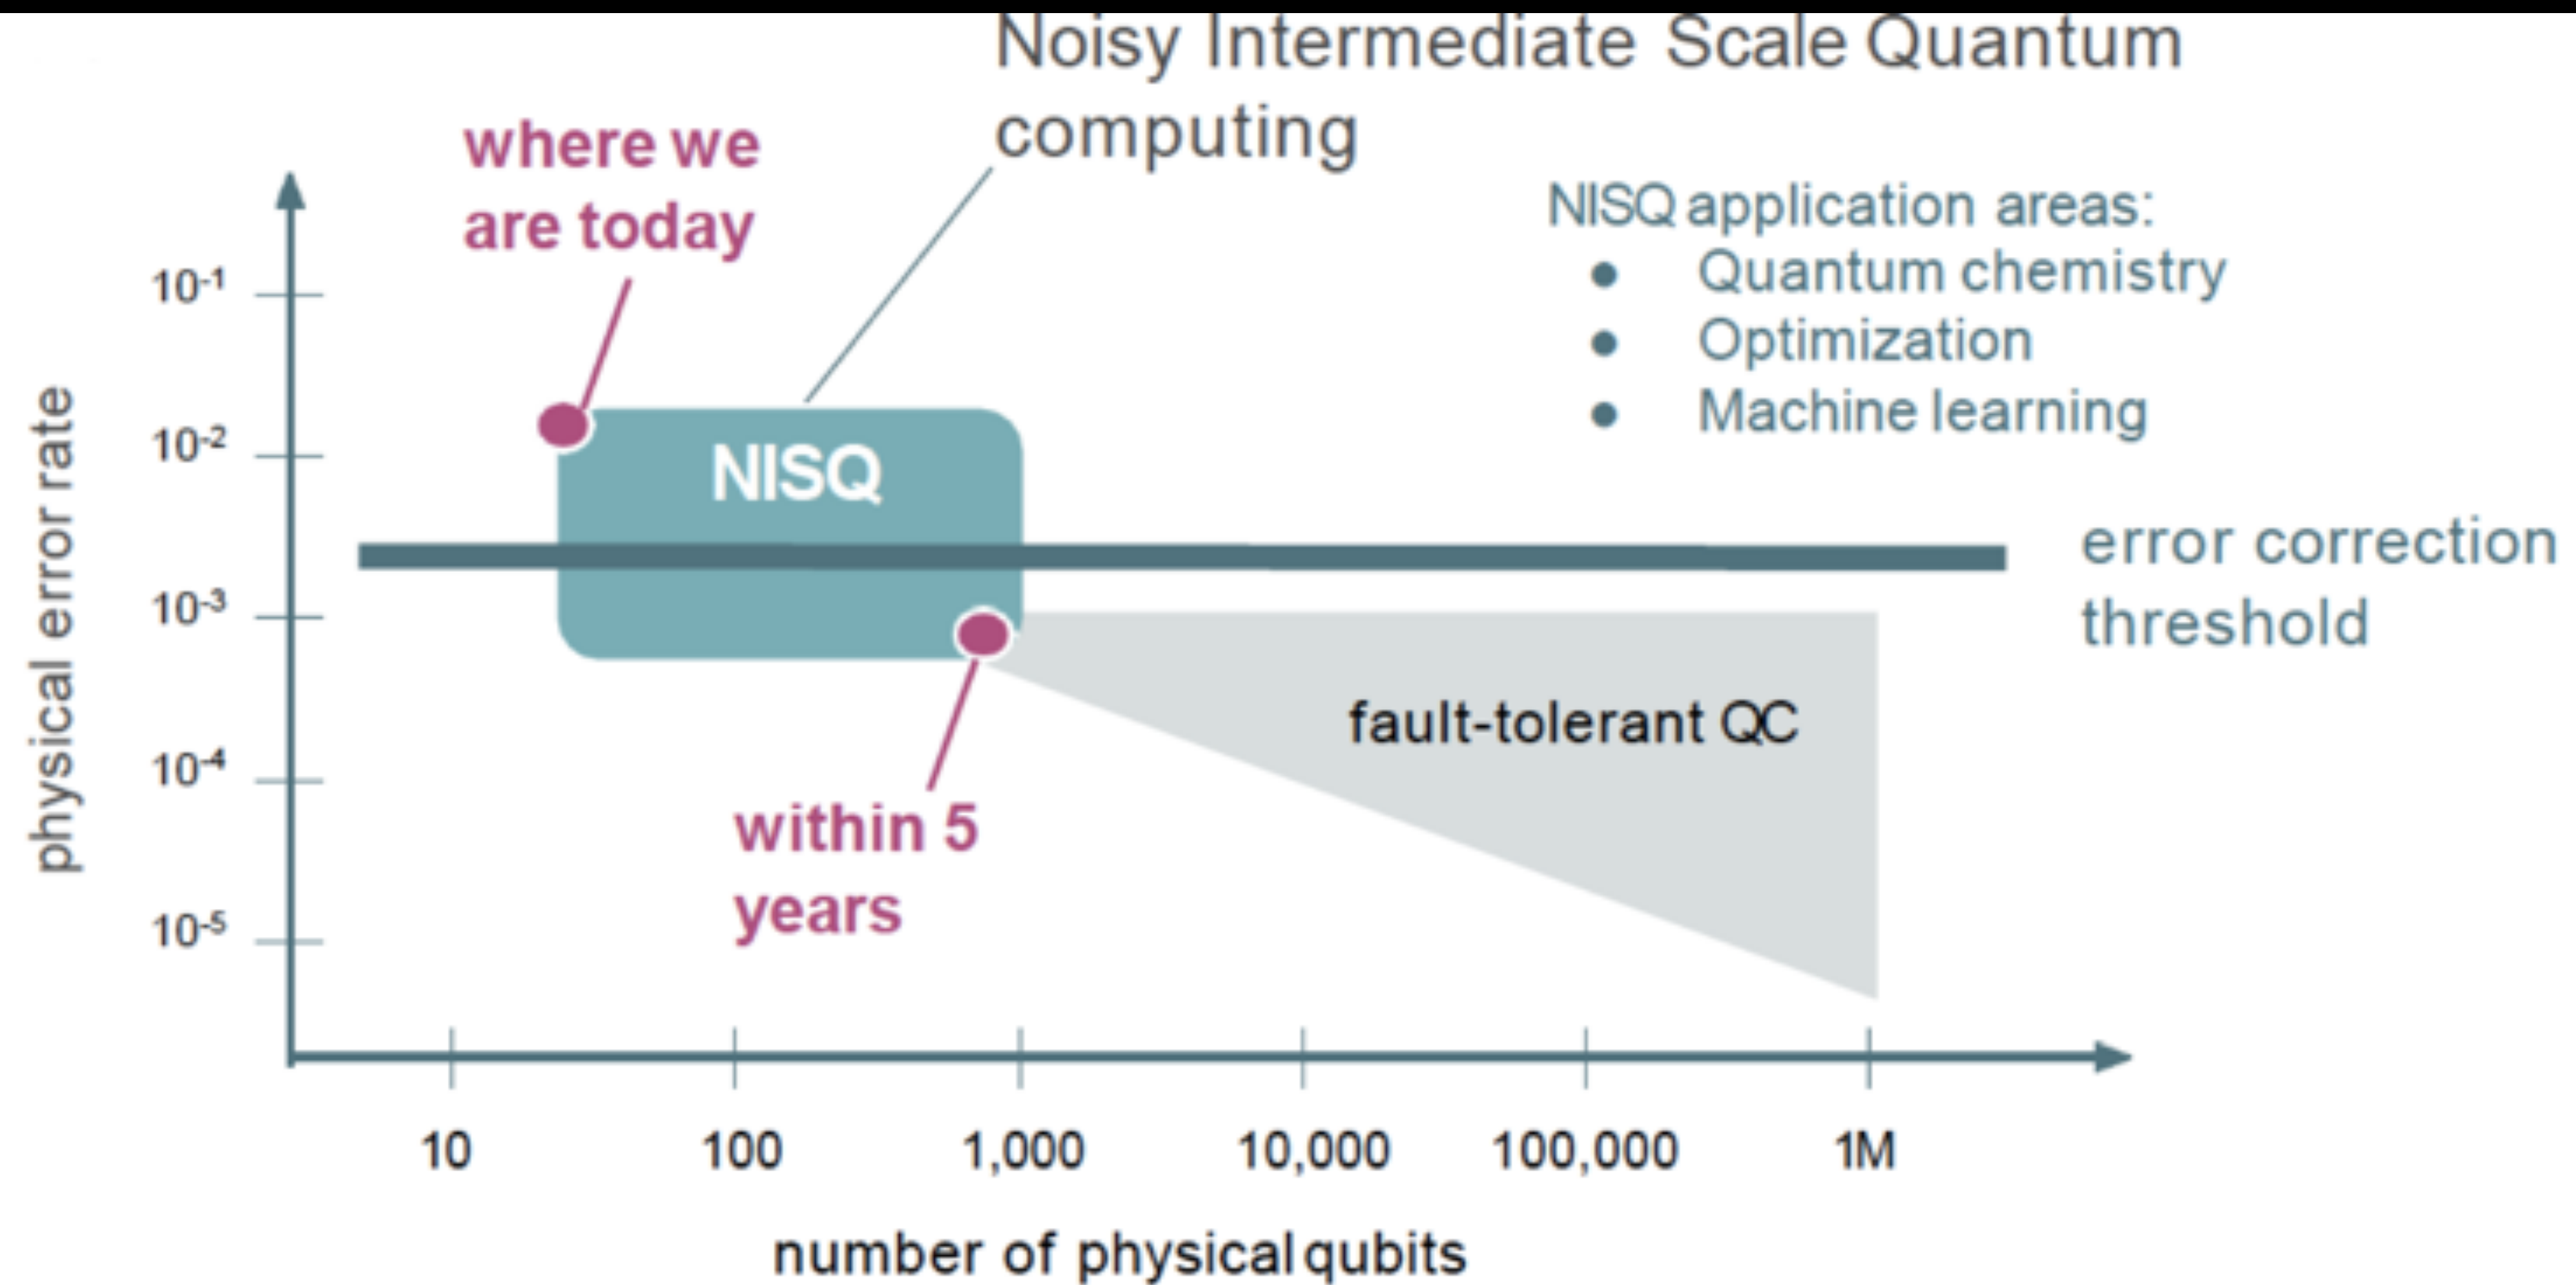 Noisy Intermediate Scale Quantum
computing
where we
are today
NISQ application areas:
● Quantum chemistry
● Optimization
● Machine learning
physical error rate
10⁻¹
10⁻²
10⁻³
10⁻⁴
10⁻⁵
NISQ
error correction
threshold
fault-tolerant QC
within 5
years
10
100
1,000
10,000
100,000
1M
number of physical qubits